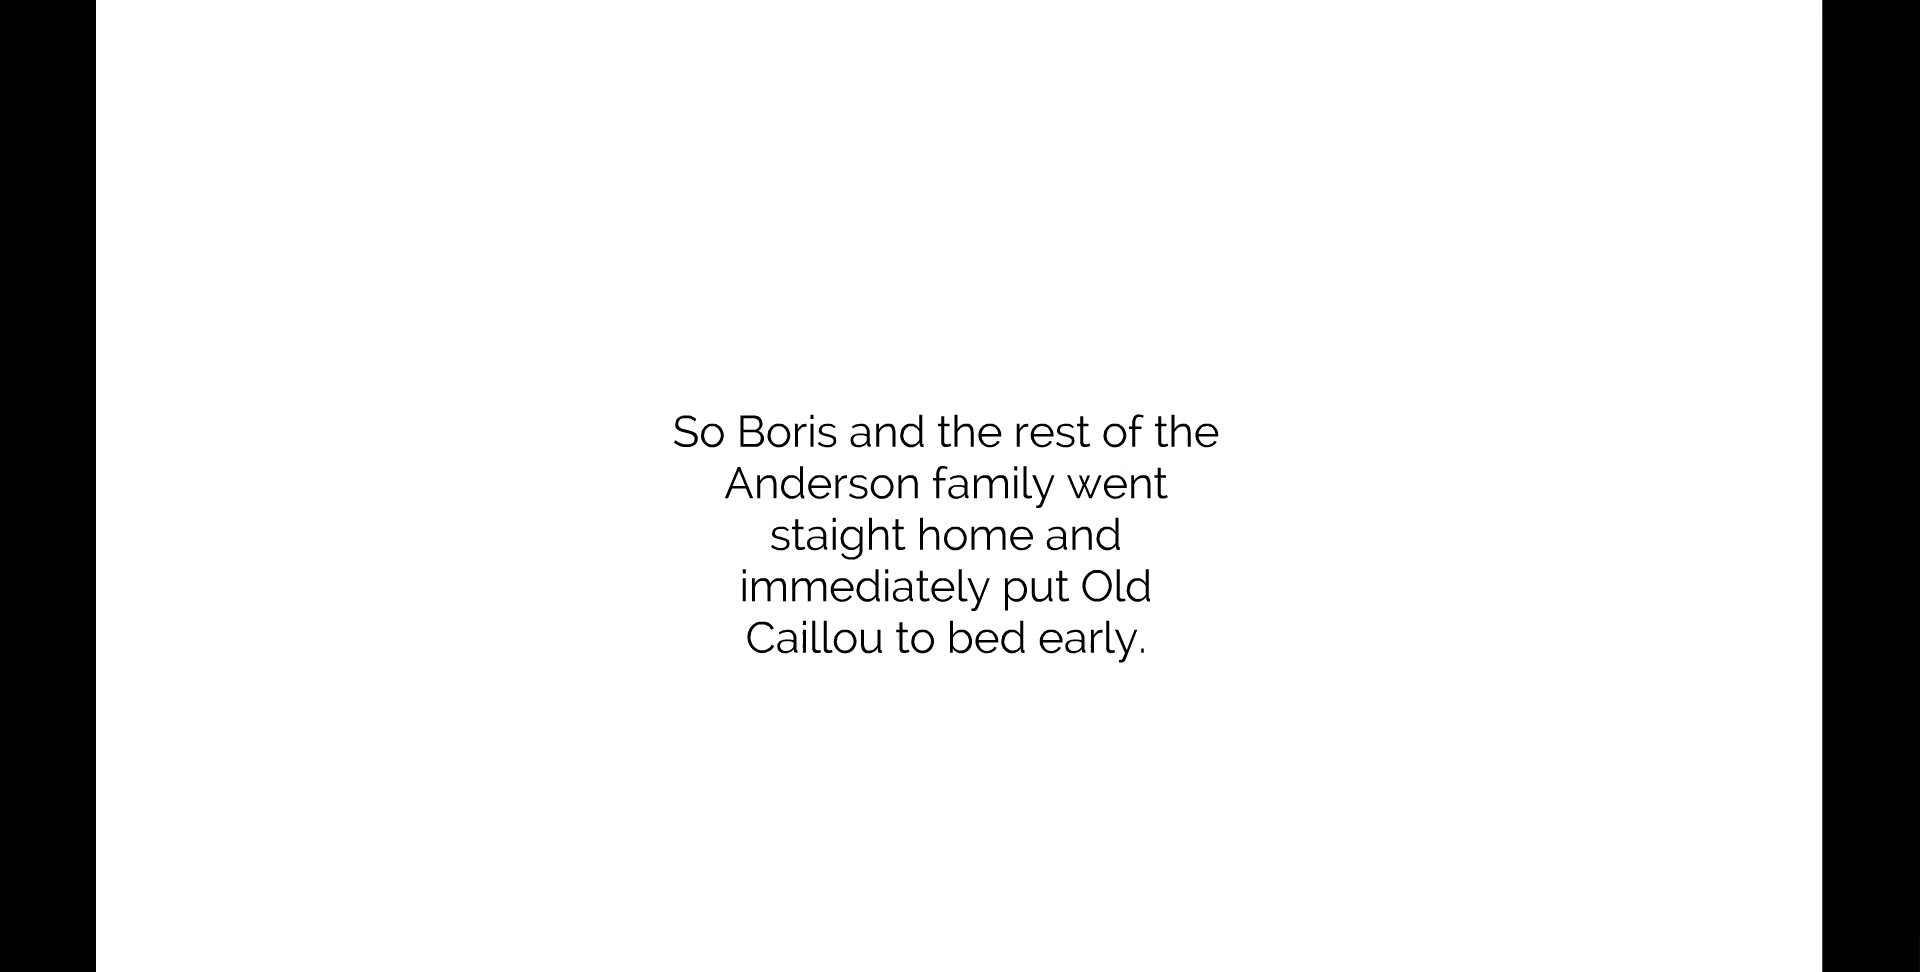 So Boris and the rest of the
Anderson family went
staight home and
immediately put Old
Caillou to bed early.